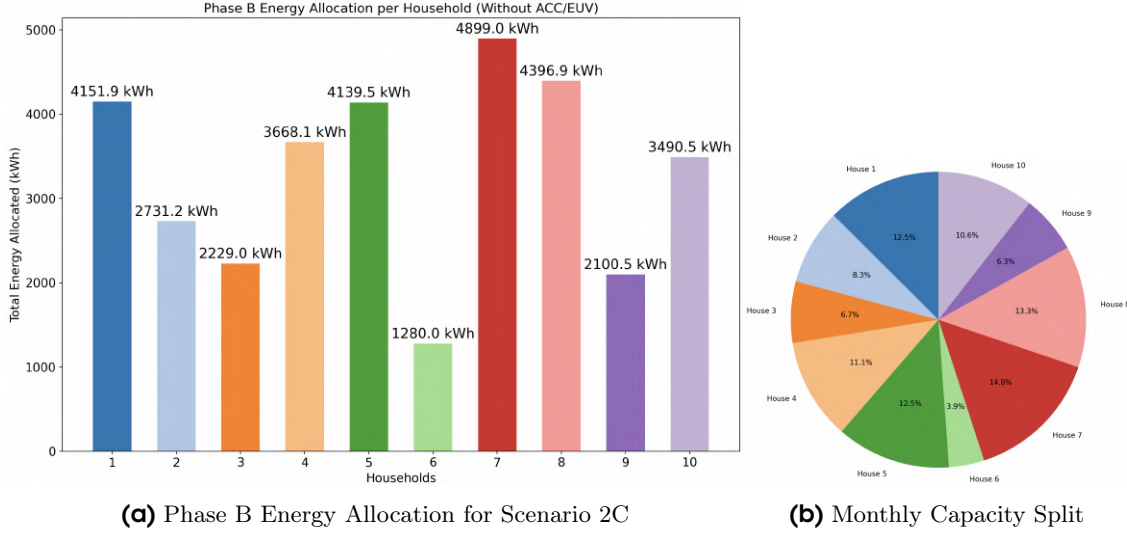 Phase B Energy Allocation per Household (Without ACC/EUV)
Total Energy Allocated (kWh)
5000
4000
3000
2000
1000
0
4151.9 kWh
2731.2 kWh
2229.0 kWh
3668.1 kWh
4139.5 kWh
1280.0 kWh
4899.0 kWh
4396.9 kWh
2100.5 kWh
3490.5 kWh
1 2 3 4 5 6 7 8 9 10
Households
(a) Phase B Energy Allocation for Scenario 2C
House 1
12.5%
House 2
8.3%
House 3
6.7%
House 4
11.1%
House 5
12.5%
House 6
3.9%
House 7
14.8%
House
13.3%
House 9
6.3%
House 10
10.6%
(b) Monthly Capacity Split